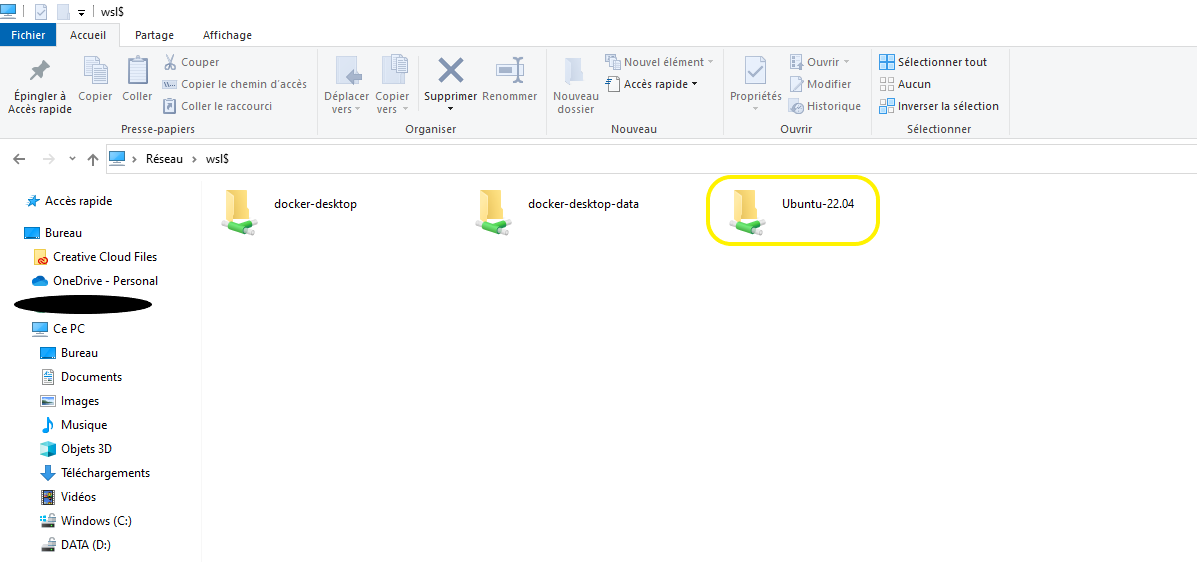 wsl$
Fichier Accueil Partage Affichage
Épingler à
Accès rapide
Copier
Coller
Couper
Copier le chemin d'accès
Coller le raccourci
Presse-papiers
Déplacer
vers
Copier
vers
Supprimer
Renommer
Organiser
Nouveau
dossier
Nouvel élément
Accès rapide
Nouveau
Propriétés
Ouvrir
Modifier
Historique
Ouvrir
Sélectionner tout
Aucun
Inverser la sélection
Sélectionner
Réseau wsl$
Accès rapide
Bureau
Creative Cloud Files
OneDrive - Personal
Ce PC
Bureau
Documents
Images
Musique
Objets 3D
Téléchargements
Vidéos
Windows (C:)
DATA (D:)
docker-desktop
docker-desktop-data
Ubuntu-22.04